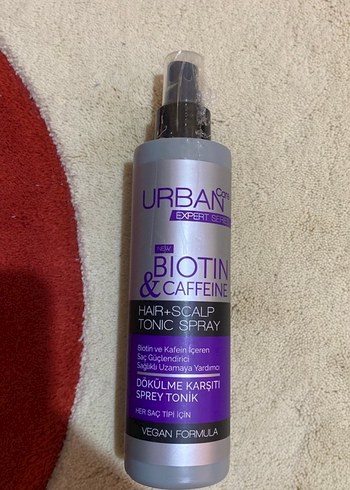 URBAN Care
EXPERT SERIES
NEW!
BIOTIN
& CAFFEINE
HAIR+SCALP
TONIC SPRAY
Biotin ve Kafein İçeren
Saç Güçlendirici
Sağlıklı Uzamaya Yardımcı
DÖKÜLME KARŞITI
SPREY TONİK
HER SAÇ TİPİ İÇİN
VEGAN FORMULA